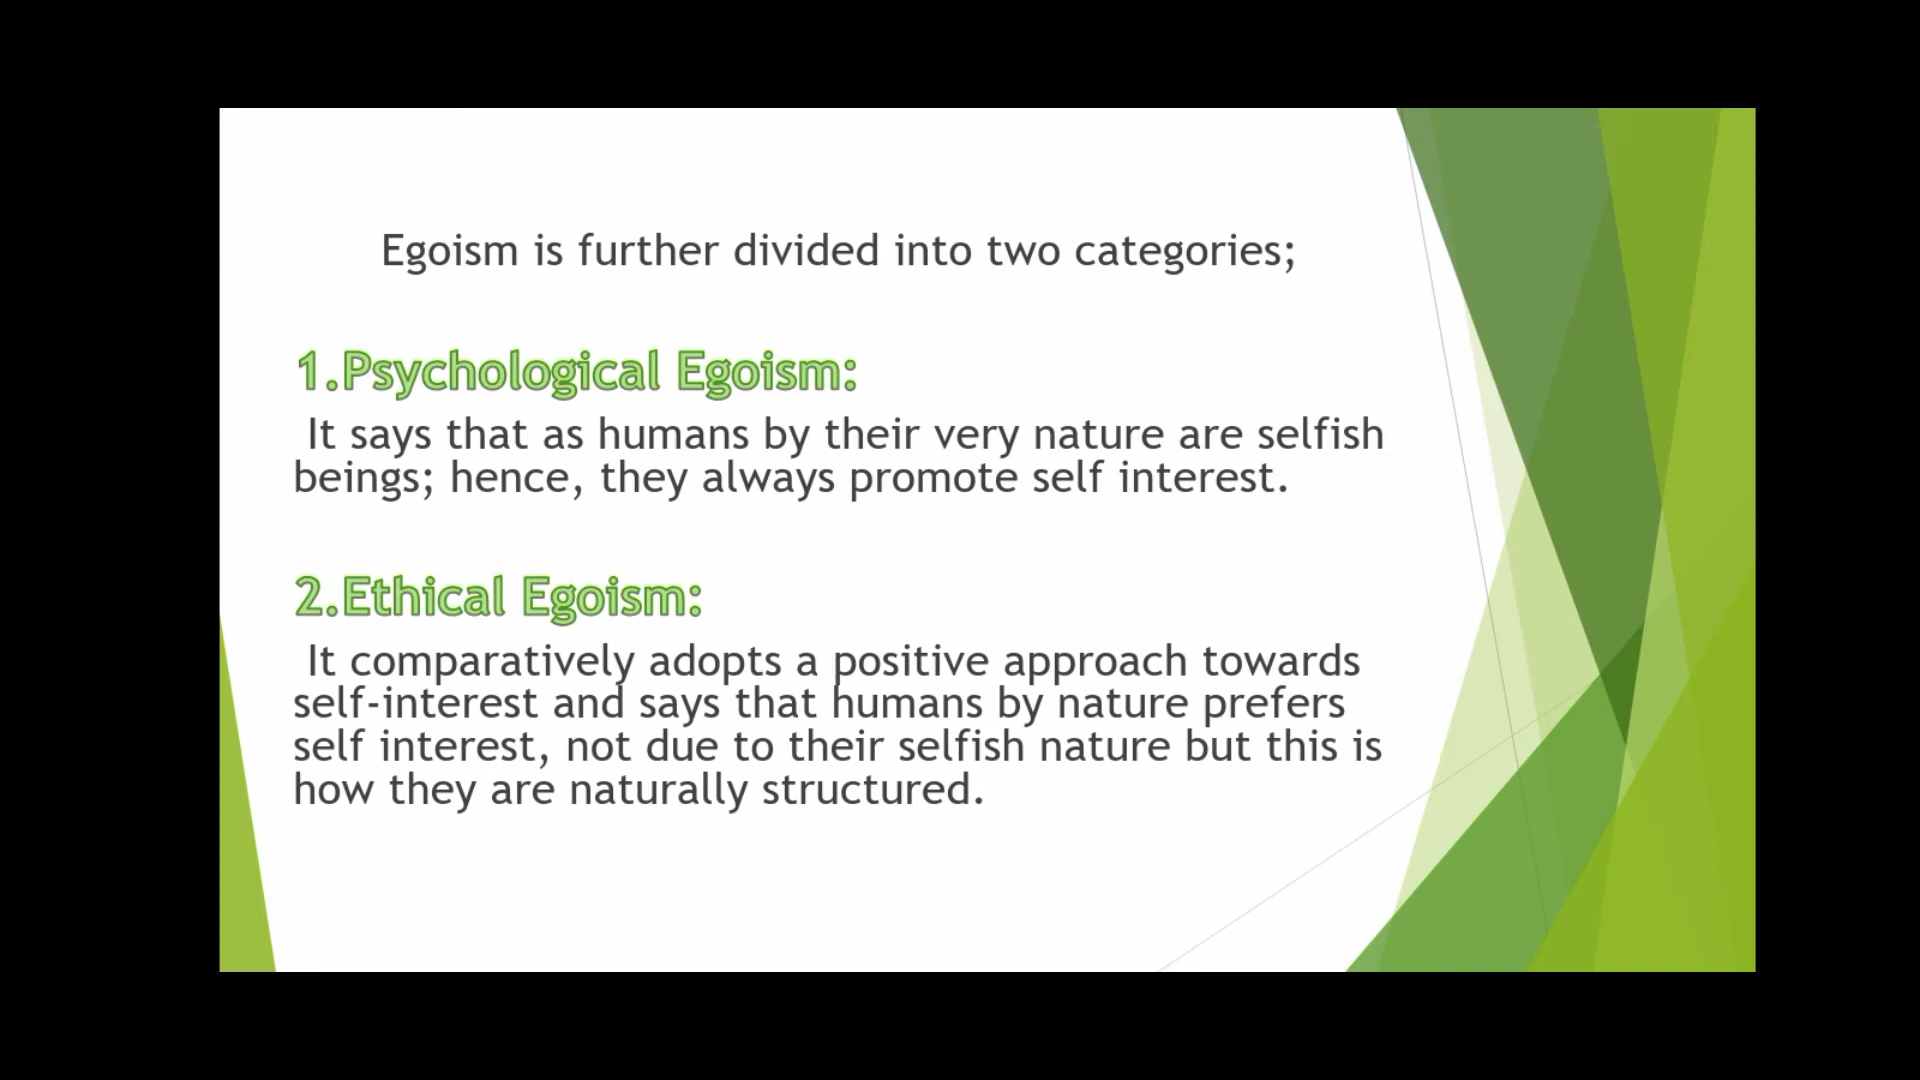 Egoism is further divided into two categories;
1.Psychological Egoism:
It says that as humans by their very nature are selfish
beings; hence, they always promote self interest.
2.Ethical Egoism:
It comparatively adopts a positive approach towards
self-interest and says that humans by nature prefers
self interest, not due to their selfish nature but this is
how they are naturally structured.